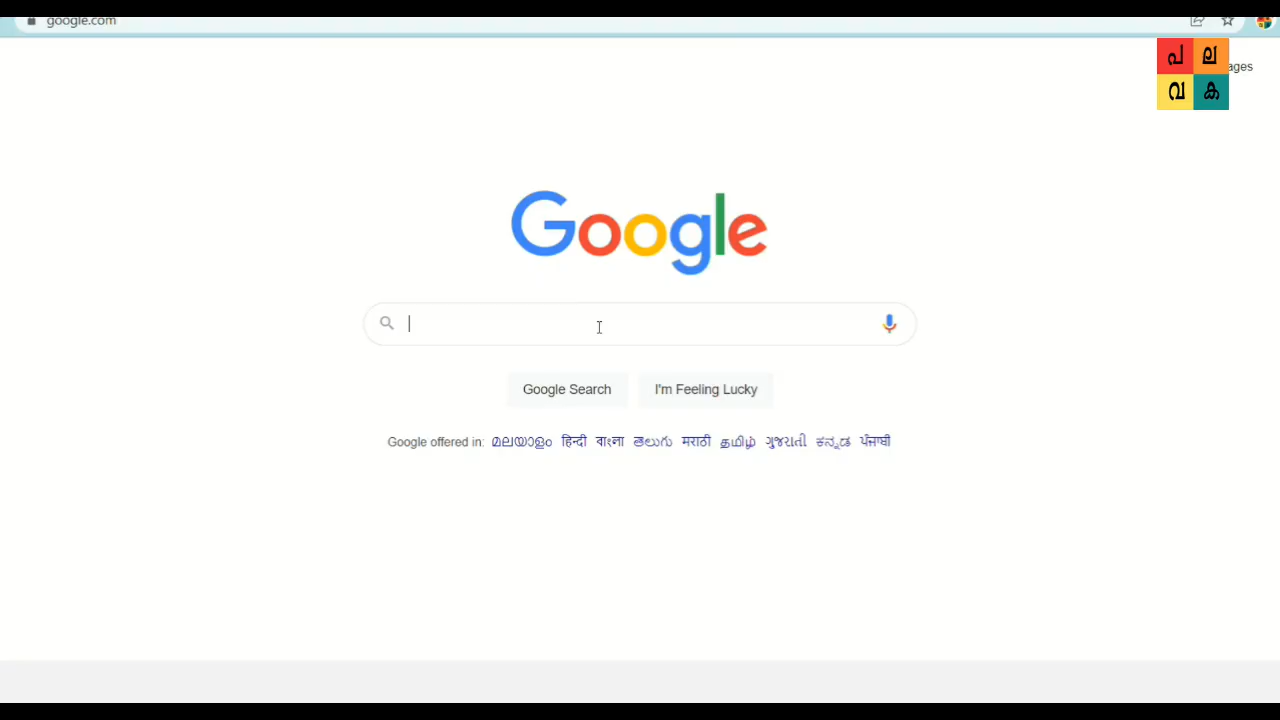 google.com
പ ല
വ ക
ages
Google
Google Search
I'm Feeling Lucky
Google offered in: മലയാളം हिन्दी বাংলা తెలుగు मराठी தமிழ் ગુજરાતી ಕನ್ನಡ ਪੰਜਾਬੀ